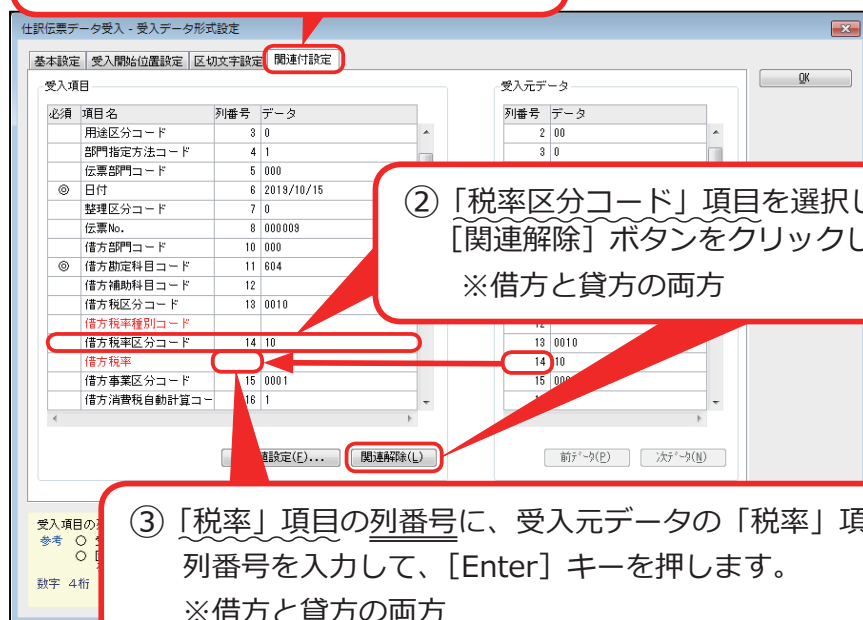 仕訳伝票データ受入 - 受入データ形式設定
基本設定 受入開始位置設定 区切文字設定 関連付設定
OK
受入項目
必須 項目名 列番号 データ
用途区分コード 3 0
部門指定方法コード 4 1
伝票部門コード 5 000
◎ 日付 6 2019/10/15
整理区分コード 7 0
伝票No. 8 000009
借方部門コード 10 000
◎ 借方勘定科目コード 11 604
借方補助科目コード 12
借方税区分コード 13 0010
借方税率種別コード
借方税率区分コード 14 10
借方税率
借方事業区分コード 15 0001
借方消費税自動計算コー 16 1
受入元データ
列番号 データ
2 00
3 0
12
13 0010
14 10
15
値設定(F)... 関連解除(L)
前データ(P) 次データ(N)
②「税率区分コード」項目を選択し
[関連解除] ボタンをクリックし
※借方と貸方の両方
③「税率」項目の列番号に、受入元データの「税率」項
列番号を入力して、[Enter] キーを押します。
※借方と貸方の両方
受入項目の
参考 ○
○
数字 4桁